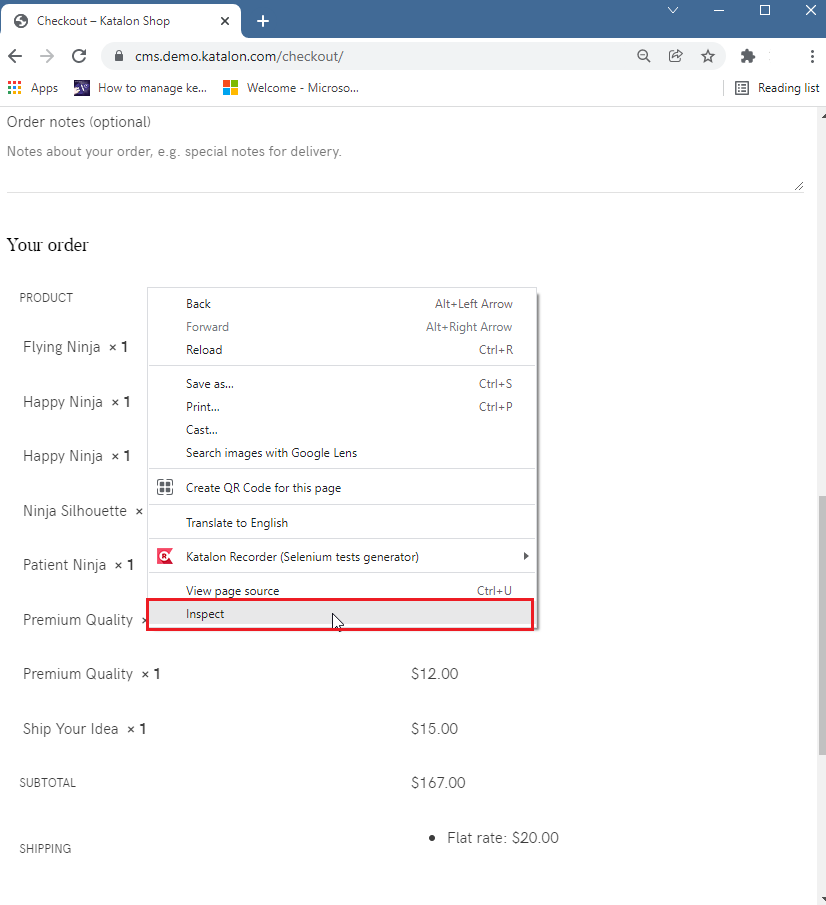 Checkout – Katalon Shop
cms.demo.katalon.com/checkout/
Apps How to manage ke... Welcome - Microso... Reading list
Order notes (optional)
Notes about your order, e.g. special notes for delivery.
Your order
PRODUCT
Back Alt+Left Arrow
Forward Alt+Right Arrow
Reload Ctrl+R
Save as... Ctrl+S
Print... Ctrl+P
Cast...
Search images with Google Lens
Create QR Code for this page
Translate to English
Katalon Recorder (Selenium tests generator)
View page source Ctrl+U
Inspect
Flying Ninja × 1
Happy Ninja × 1
Happy Ninja × 1
Ninja Silhouette ×
Patient Ninja × 1
Premium Quality ×
Premium Quality × 1 $12.00
Ship Your Idea × 1 $15.00
SUBTOTAL $167.00
SHIPPING • Flat rate: $20.00